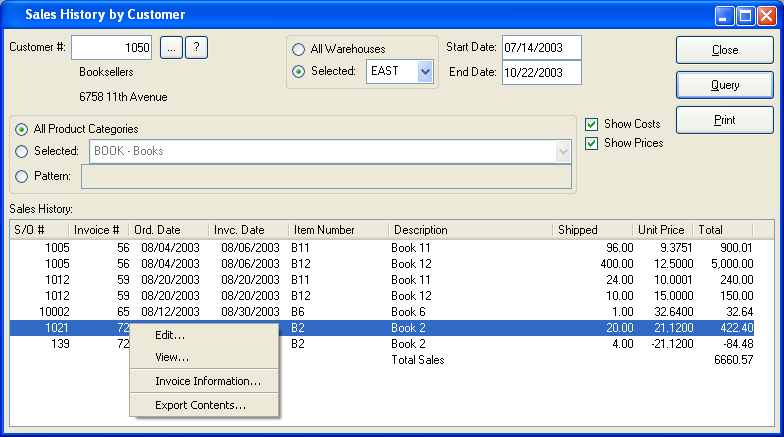 Sales History by Customer
Customer #: 1050 ... ?
Booksellers
6758 11th Avenue
All Warehouses
Selected: EAST
Start Date: 07/14/2003
End Date: 10/22/2003
Close
Query
Print
All Product Categories
Selected: BOOK - Books
Pattern:
Show Costs
Show Prices
Sales History:
S/O # Invoice # Ord. Date Invc. Date Item Number Description Shipped Unit Price Total
1005 56 08/04/2003 08/06/2003 B11 Book 11 96.00 9.3751 900.01
1005 56 08/04/2003 08/06/2003 B12 Book 12 400.00 12.5000 5,000.00
1012 59 08/20/2003 08/20/2003 B11 Book 11 24.00 10.0001 240.00
1012 59 08/20/2003 08/20/2003 B12 Book 12 10.00 15.0000 150.00
10002 65 08/12/2003 08/30/2003 B6 Book 6 1.00 32.6400 32.64
1021 72 B2 Book 2 20.00 21.1200 422.40
139 72 B2 Book 2 4.00 -21.1200 -84.48
Total Sales 6660.57
Edit...
View...
Invoice Information...
Export Contents...